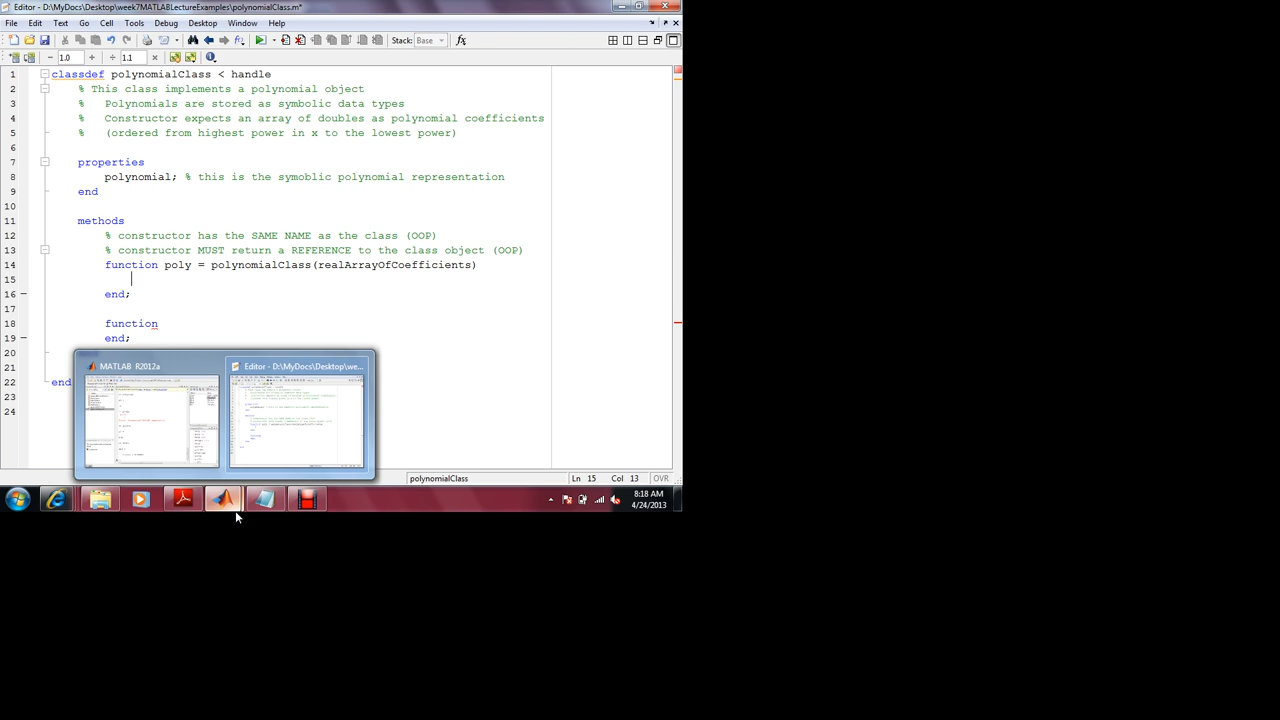 Editor - D:\MyDocs\Desktop\week7MATLABLectureExamples\polynomialClass.m*
File Edit Text Go Cell Tools Debug Desktop Window Help
Stack: Base fx
1.0 1.1
1 classdef polynomialClass < handle
2 % This class implements a polynomial object
3 % Polynomials are stored as symbolic data types
4 % Constructor expects an array of doubles as polynomial coefficients
5 % (ordered from highest power in x to the lowest power)
6
7 properties
8 polynomial; % this is the symoblic polynomial representation
9 end
10
11 methods
12 % constructor has the SAME NAME as the class (OOP)
13 % constructor MUST return a REFERENCE to the class object (OOP)
14 function poly = polynomialClass(realArrayOfCoefficients)
15
16 end;
17
18 function
19 end;
20
21
22 end
23
24
MATLAB R2012a
Editor - D:\MyDocs\Desktop\we...
polynomialClass Ln 15 Col 13 OVR
8:18 AM
4/24/2013